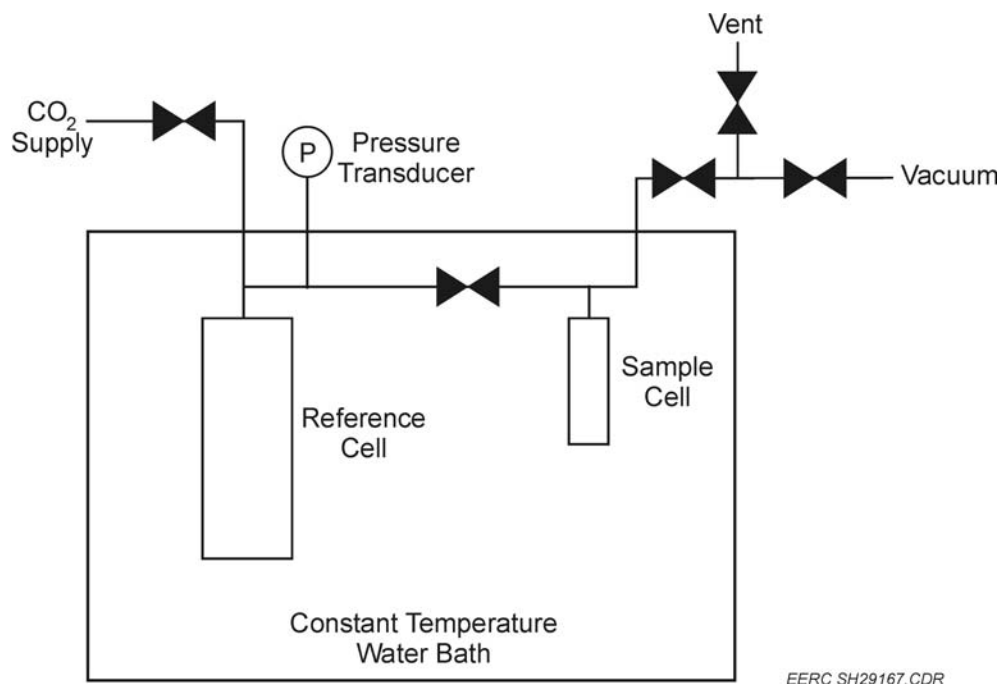 Vent
CO2
Supply
P
Pressure
Transducer
Vacuum
Sample
Cell
Reference
Cell
Constant Temperature
Water Bath
EERC SH29167.CDR